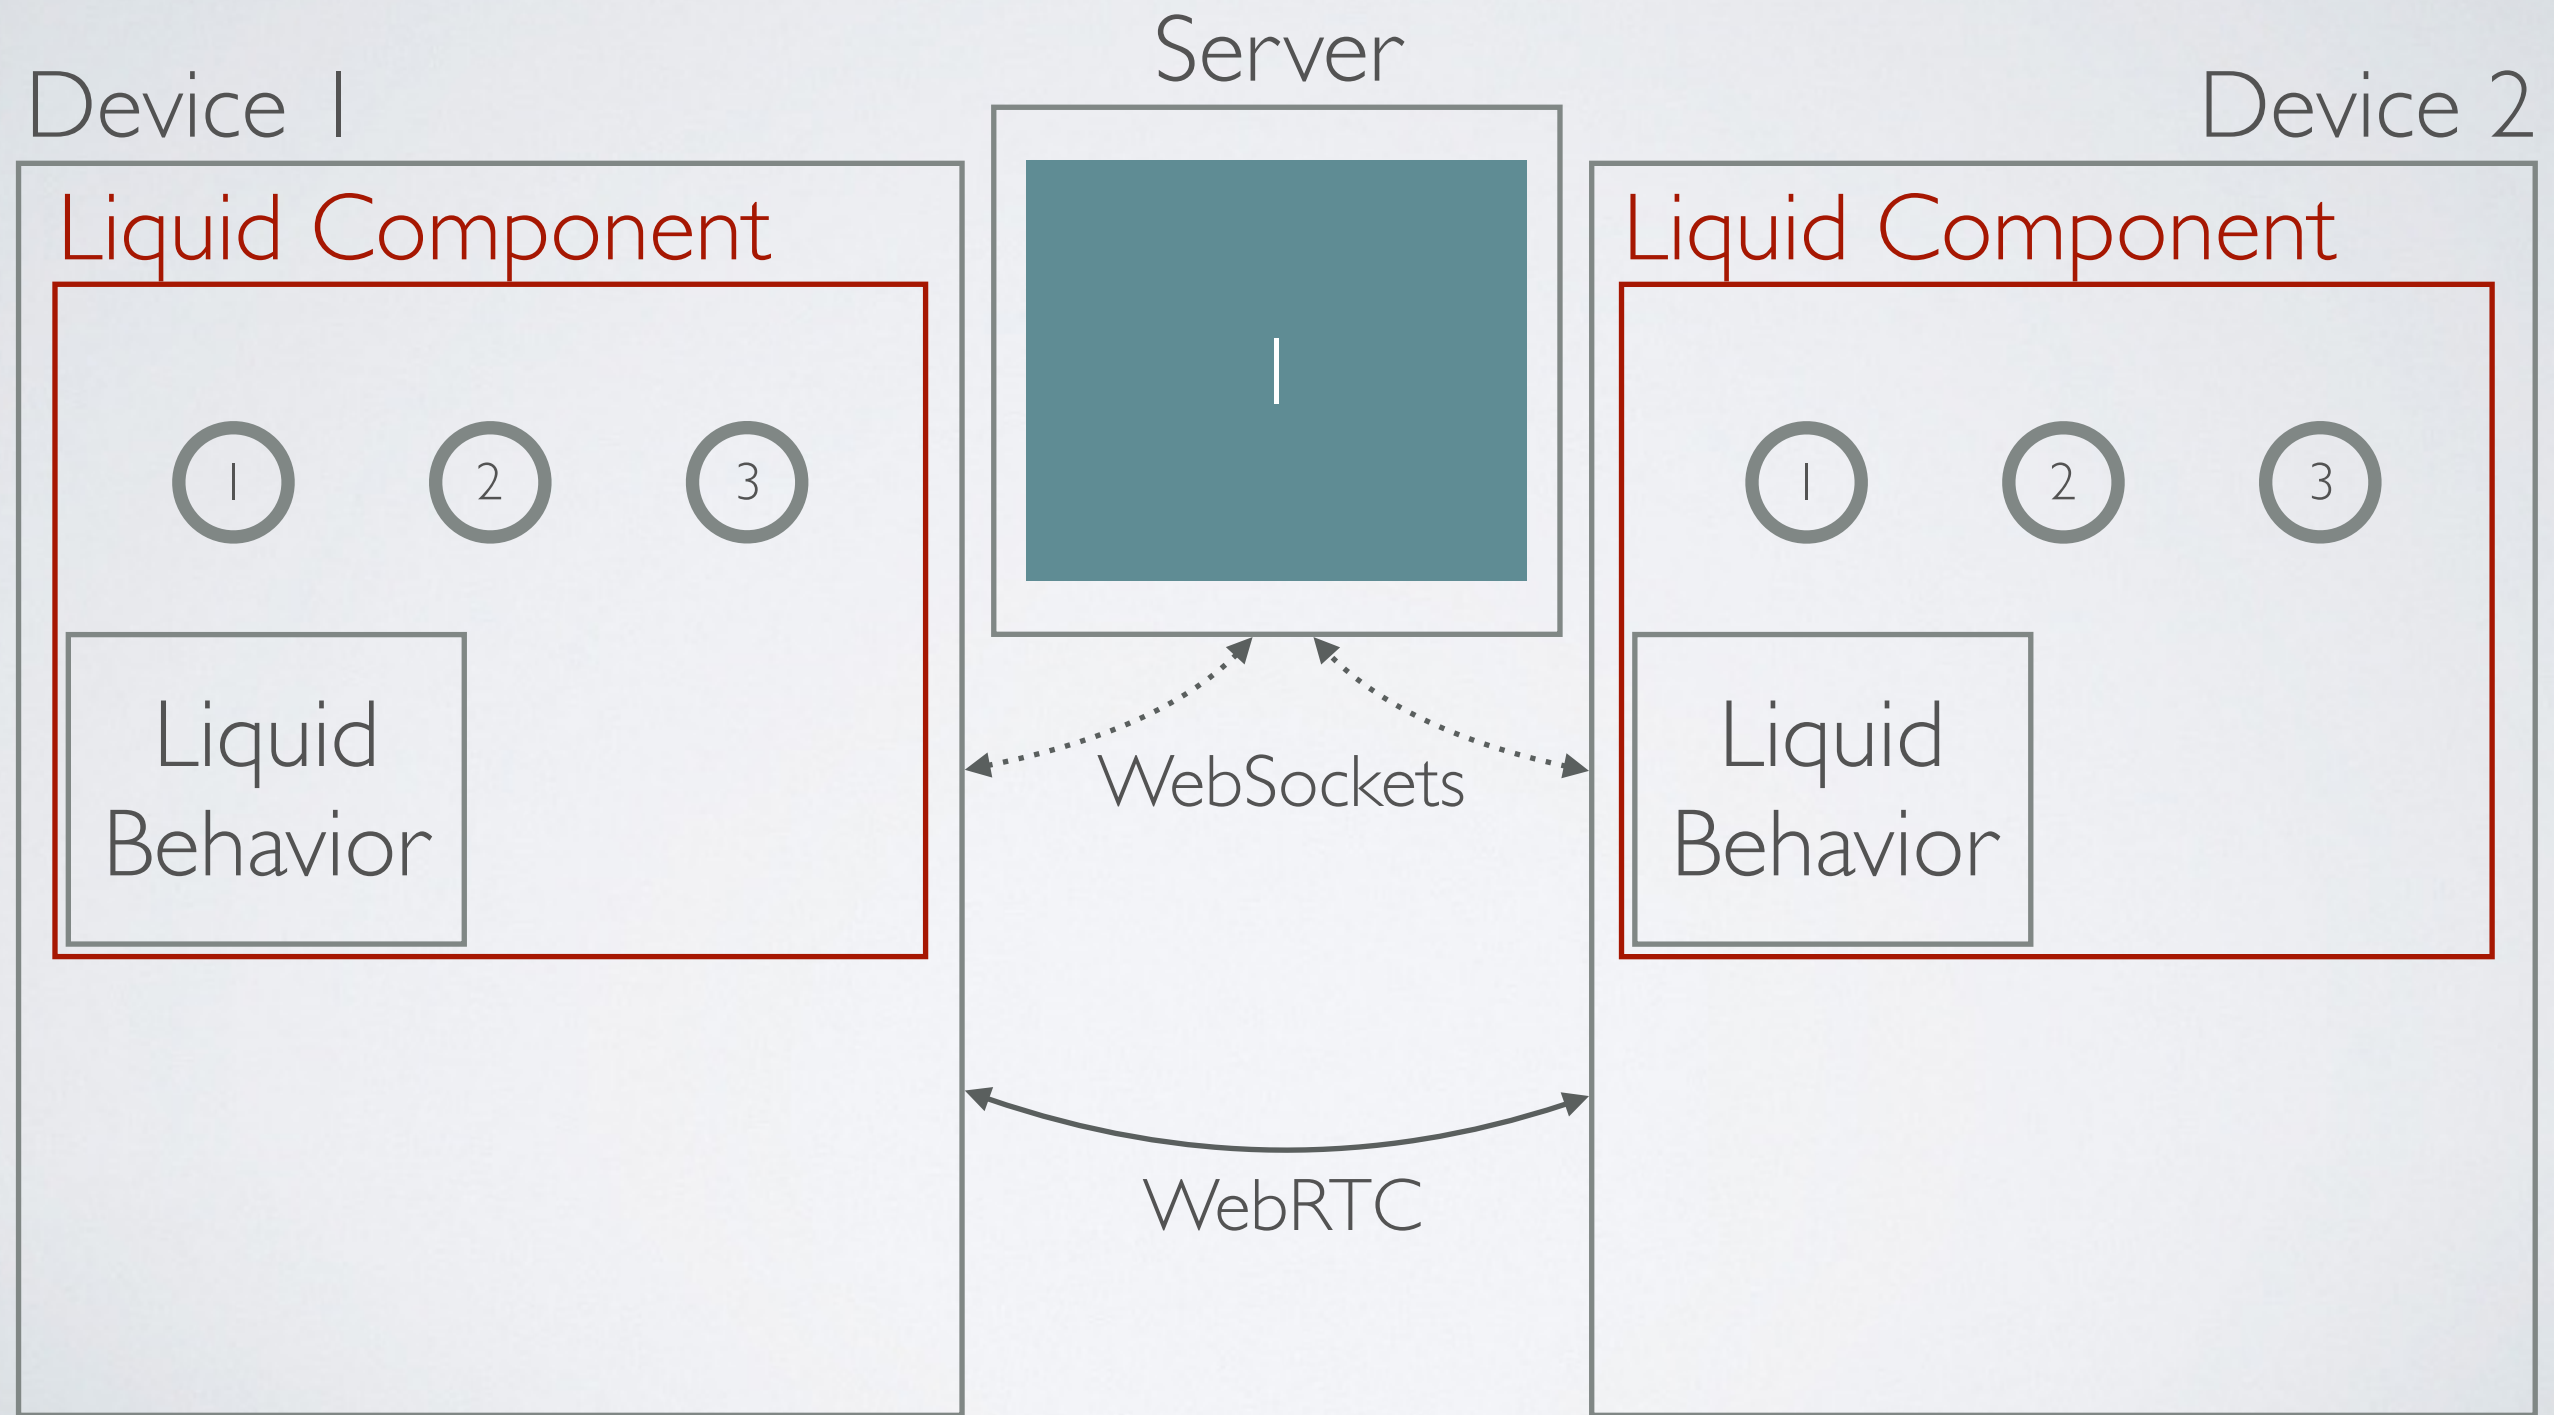 Server
Device 1
Device 2
Liquid Component
Liquid Component
1
1 2 3
1 2 3
Liquid
Behavior
Liquid
Behavior
WebSockets
WebRTC